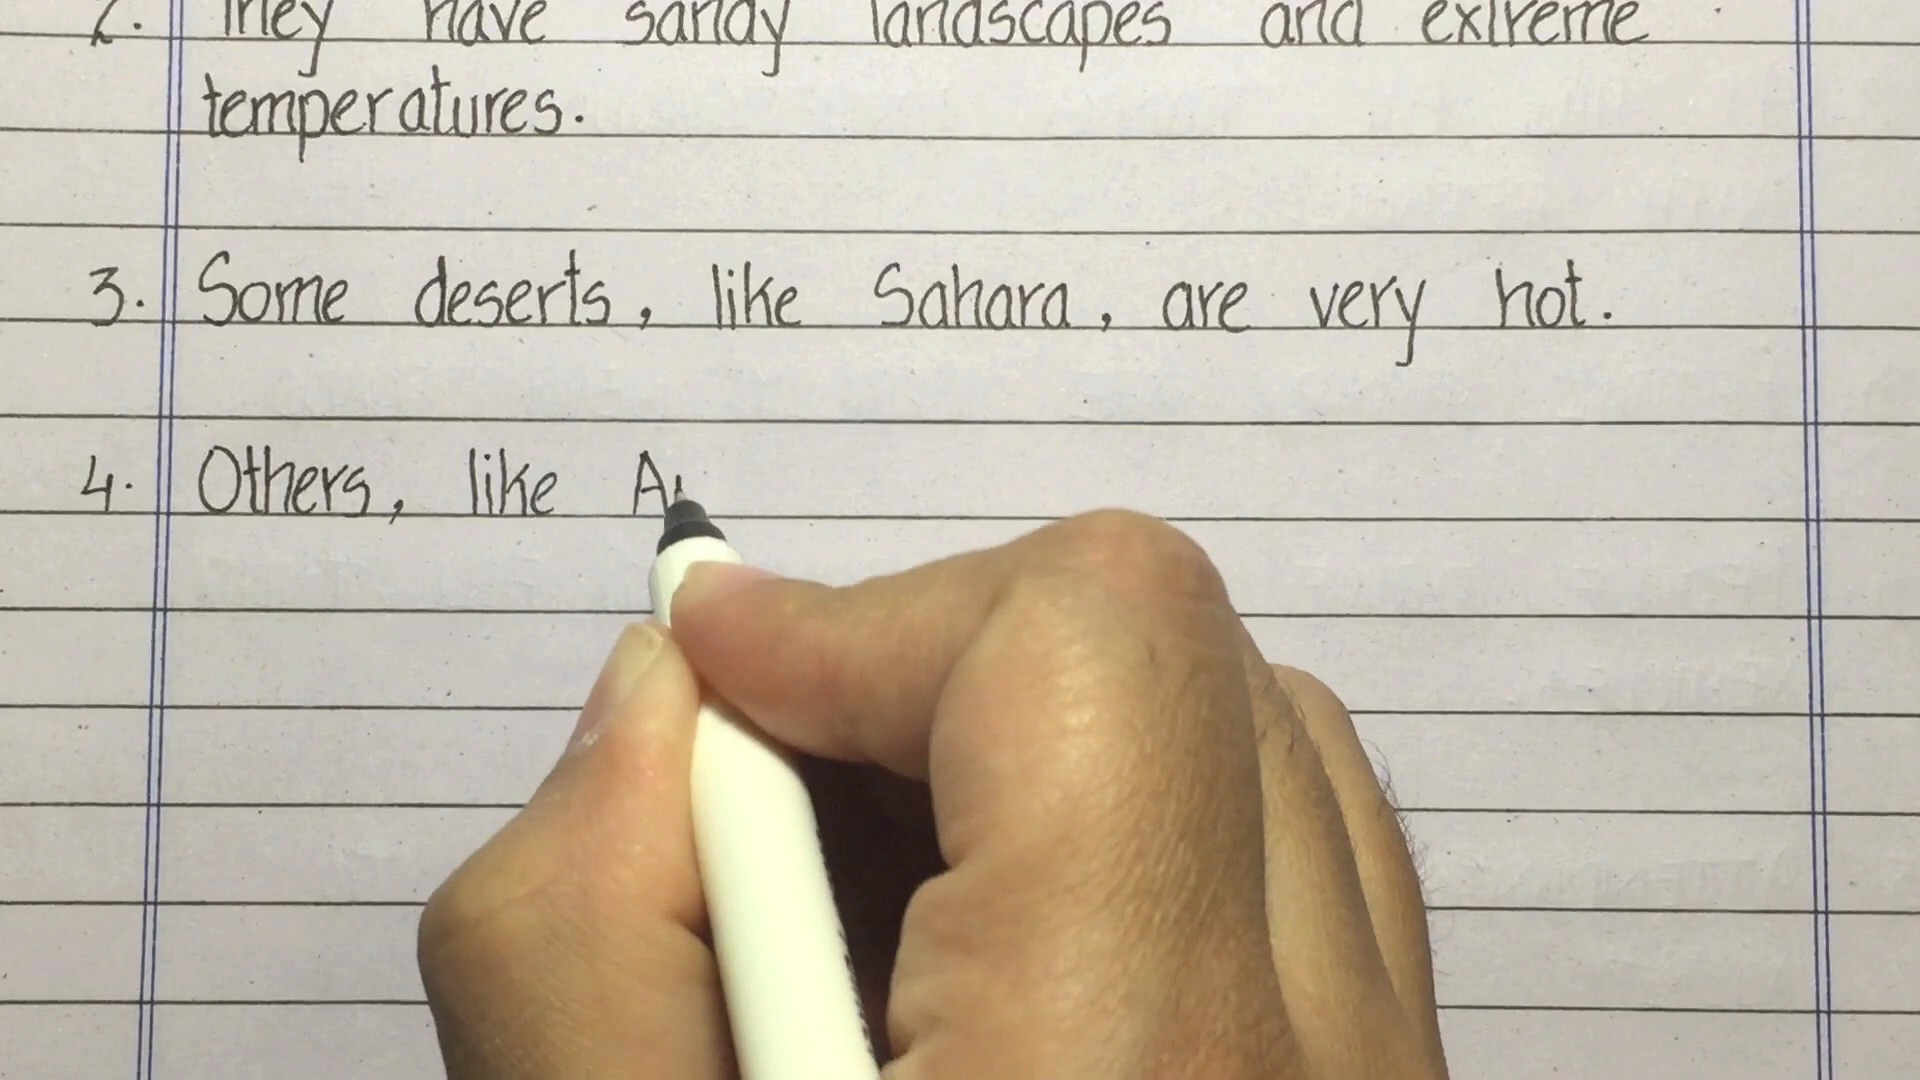 2. They have sandy landscapes and extreme
temperatures.
3. Some deserts, like Sahara, are very hot.
4. Others, like